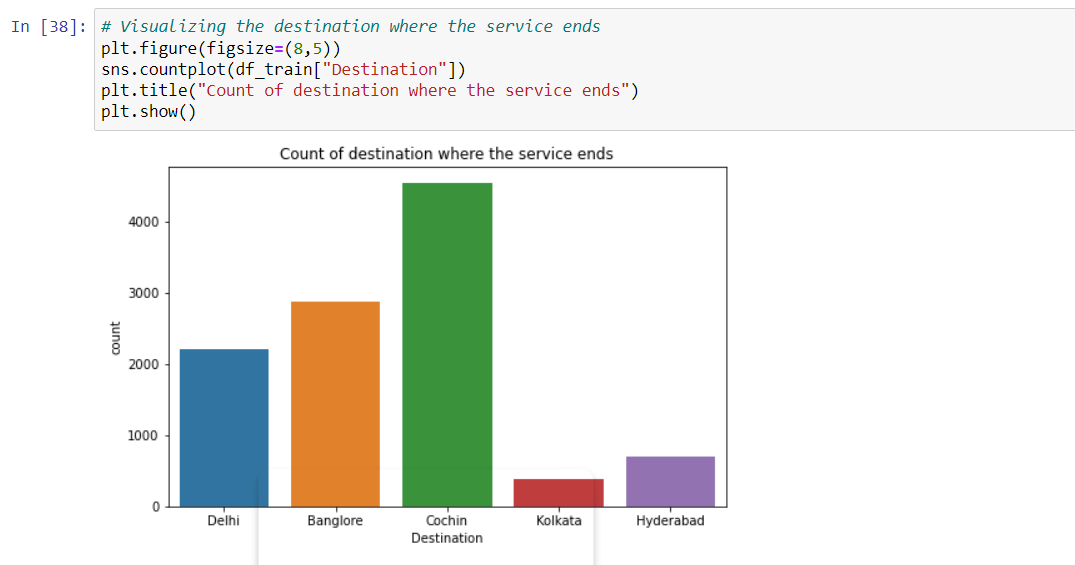 In [38]: # Visualizing the destination where the service ends
plt.figure(figsize=(8,5))
sns.countplot(df_train["Destination"])
plt.title("Count of destination where the service ends")
plt.show()
Count of destination where the service ends
4000
3000
2000
1000
0
count
Delhi Banglore Cochin Kolkata Hyderabad
Destination